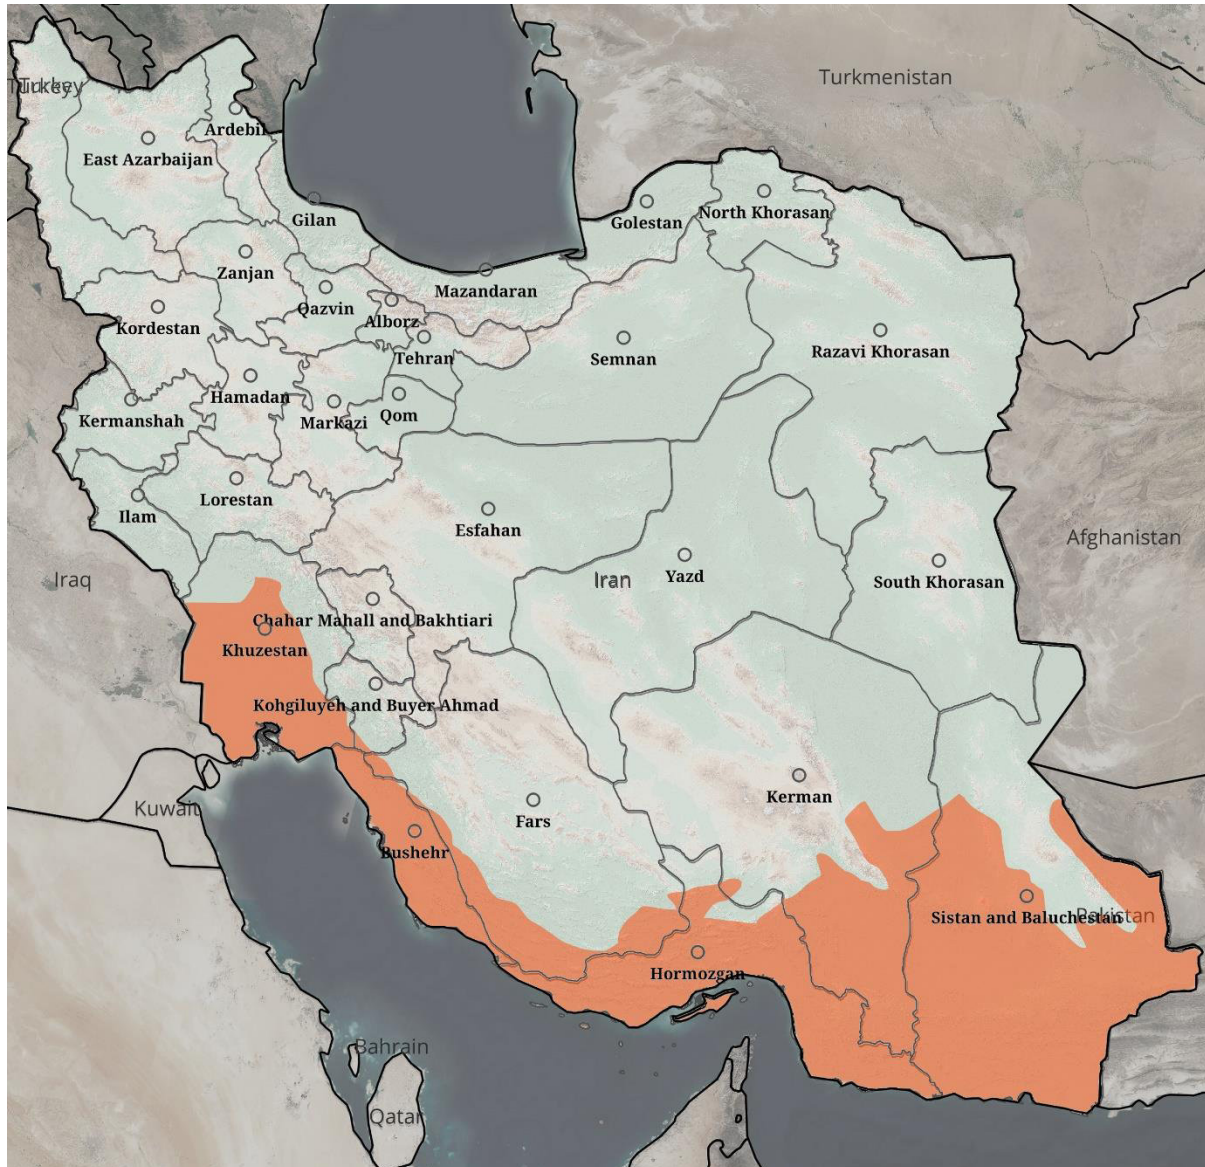 Turkmenistan
Turkey
Turkey
Ardebil
East Azarbaijan
Gilan
Golestan
North Khorasan
Zanjan
Mazandaran
Qazvin
Alborz
Kordestan
Tehran
Semnan
Razavi Khorasan
Hamadan
Kermanshah
Markazi
Qom
Lorestan
Ilam
Esfahan
Afghanistan
Iraq
Iran
Iran
Yazd
South Khorasan
Chahar Mahall and Bakhtiari
Khuzestan
Kohgiluyeh and Buyer Ahmad
Kuwait
Kerman
Fars
Bushehr
Sistan and Baluchestan
Pakistan
Hormozgan
Bahrain
Qatar